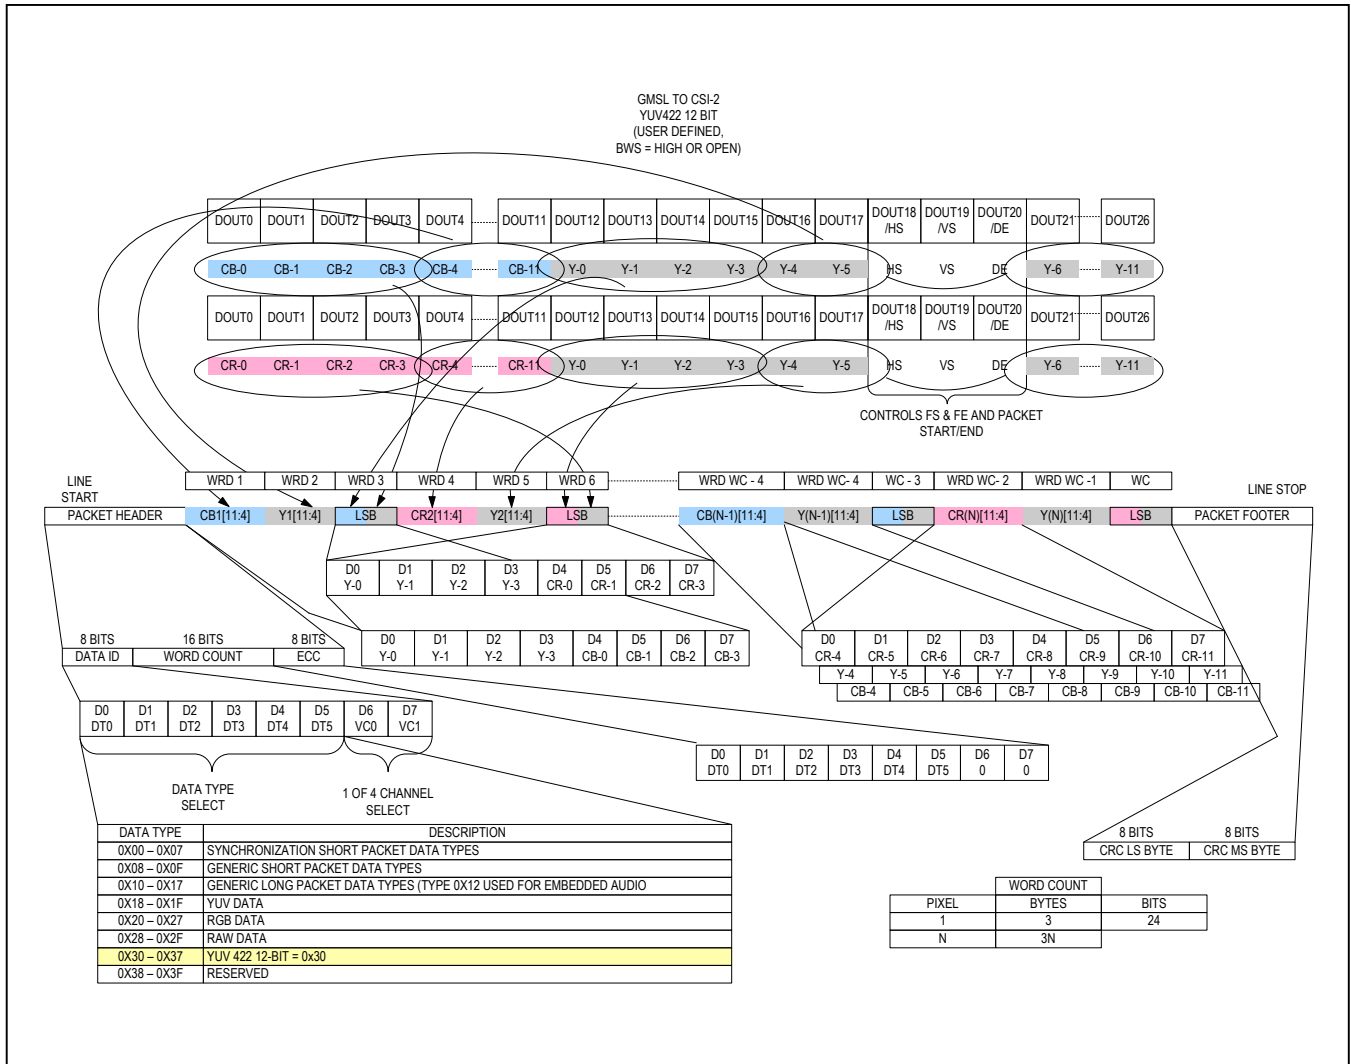 GMSL TO CSI-2
YUV422 12 BIT
(USER DEFINED,
BWS = HIGH OR OPEN)
DOUT0 DOUT1 DOUT2 DOUT3 DOUT4 DOUT11 DOUT12 DOUT13 DOUT14 DOUT15 DOUT16 DOUT17 DOUT18 /HS DOUT19 /VS DOUT20 /DE DOUT21 DOUT26
CB-0 CB-1 CB-2 CB-3 CB-4 CB-11 Y-0 Y-1 Y-2 Y-3 Y-4 Y-5 HS VS DE Y-6 Y-11
DOUT0 DOUT1 DOUT2 DOUT3 DOUT4 DOUT11 DOUT12 DOUT13 DOUT14 DOUT15 DOUT16 DOUT17 DOUT18 /HS DOUT19 /VS DOUT20 /DE DOUT21 DOUT26
CR-0 CR-1 CR-2 CR-3 CR-4 CR-11 Y-0 Y-1 Y-2 Y-3 Y-4 Y-5 HS VS DE Y-6 Y-11
CONTROLS FS & FE AND PACKET
START/END
LINE
START
WRD 1 WRD 2 WRD 3 WRD 4 WRD 5 WRD 6 WRD WC - 4 WRD WC- 4 WC - 3 WRD WC- 2 WRD WC -1 WC
LINE STOP
PACKET HEADER CB1[11:4] Y1[11:4] LSB CR2[11:4] Y2[11:4] LSB CB(N-1)[11:4] Y(N-1)[11:4] LSB CR(N)[11:4] Y(N)[11:4] LSB PACKET FOOTER
D0 D1 D2 D3 D4 D5 D6 D7
Y-0 Y-1 Y-2 Y-3 CR-0 CR-1 CR-2 CR-3
D0 D1 D2 D3 D4 D5 D6 D7
Y-0 Y-1 Y-2 Y-3 CB-0 CB-1 CB-2 CB-3
D0 D1 D2 D3 D4 D5 D6 D7
CR-4 CR-5 CR-6 CR-7 CR-8 CR-9 CR-10 CR-11
Y-4 Y-5 Y-6 Y-7 Y-8 Y-9 Y-10 Y-11
CB-4 CB-5 CB-6 CB-7 CB-8 CB-9 CB-10 CB-11
8 BITS 16 BITS 8 BITS
DATA ID WORD COUNT ECC
D0 D1 D2 D3 D4 D5 D6 D7
DT0 DT1 DT2 DT3 DT4 DT5 VC0 VC1
D0 D1 D2 D3 D4 D5 D6 D7
DT0 DT1 DT2 DT3 DT4 DT5 0 0
DATA TYPE
SELECT
1 OF 4 CHANNEL
SELECT
DATA TYPE DESCRIPTION
0X00 – 0X07 SYNCHRONIZATION SHORT PACKET DATA TYPES
0X08 – 0X0F GENERIC SHORT PACKET DATA TYPES
0X10 – 0X17 GENERIC LONG PACKET DATA TYPES (TYPE 0X12 USED FOR EMBEDDED AUDIO
0X18 – 0X1F YUV DATA
0X20 – 0X27 RGB DATA
0X28 – 0X2F RAW DATA
0X30 – 0X37 YUV 422 12-BIT = 0x30
0X38 – 0X3F RESERVED
8 BITS 8 BITS
CRC LS BYTE CRC MS BYTE
WORD COUNT
PIXEL BYTES BITS
1 3 24
N 3N